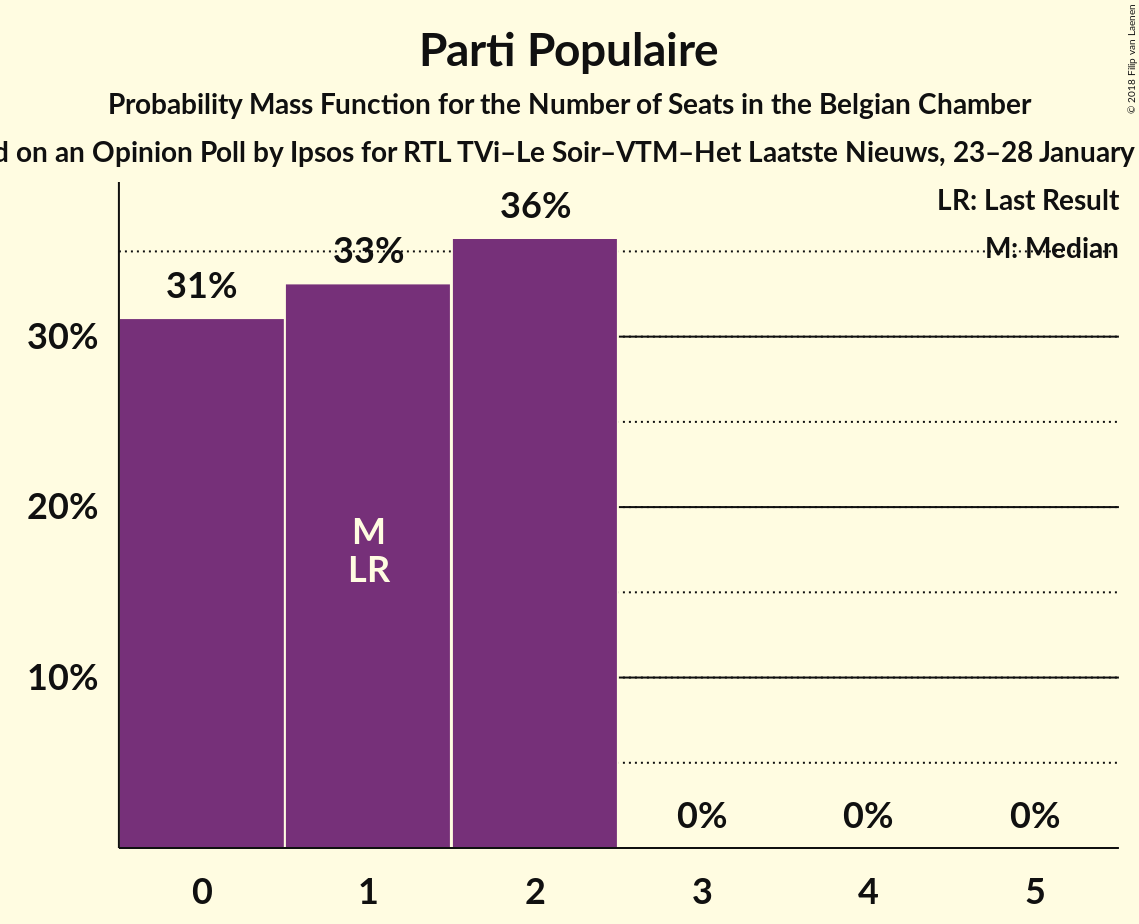 Parti Populaire
Probability Mass Function for the Number of Seats in the Belgian Chamber
on an Opinion Poll by Ipsos for RTL TVi–Le Soir–VTM–Het Laatste Nieuws, 23–28 January
© 2018 Filip van Laenen
LR: Last Result
M: Median
36%
33%
31%
30%
20%
10%
M
LR
0%
0%
0%
0
1
2
3
4
5